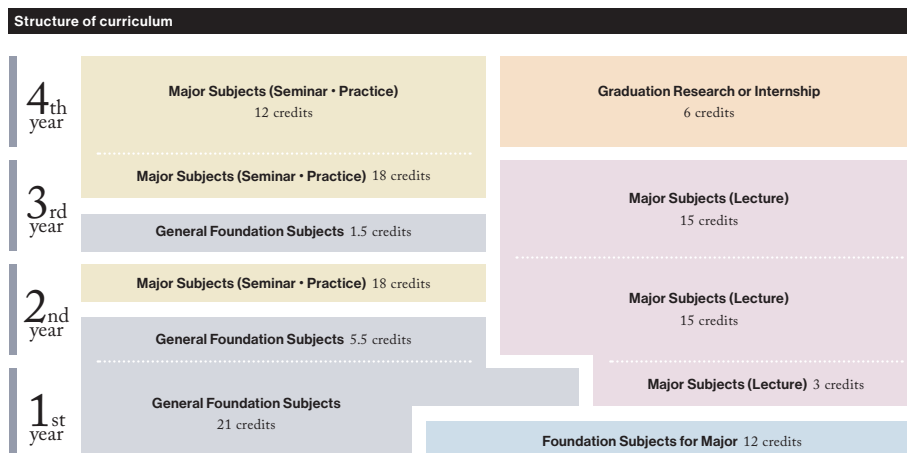 Structure of curriculum
4th
year
Major Subjects (Seminar • Practice)
12 credits
Graduation Research or Internship
6 credits
3rd
year
Major Subjects (Seminar • Practice) 18 credits
General Foundation Subjects 1.5 credits
Major Subjects (Lecture)
15 credits
2nd
year
Major Subjects (Seminar • Practice) 18 credits
General Foundation Subjects 5.5 credits
Major Subjects (Lecture)
15 credits
1st
year
General Foundation Subjects
21 credits
Major Subjects (Lecture) 3 credits
Foundation Subjects for Major 12 credits